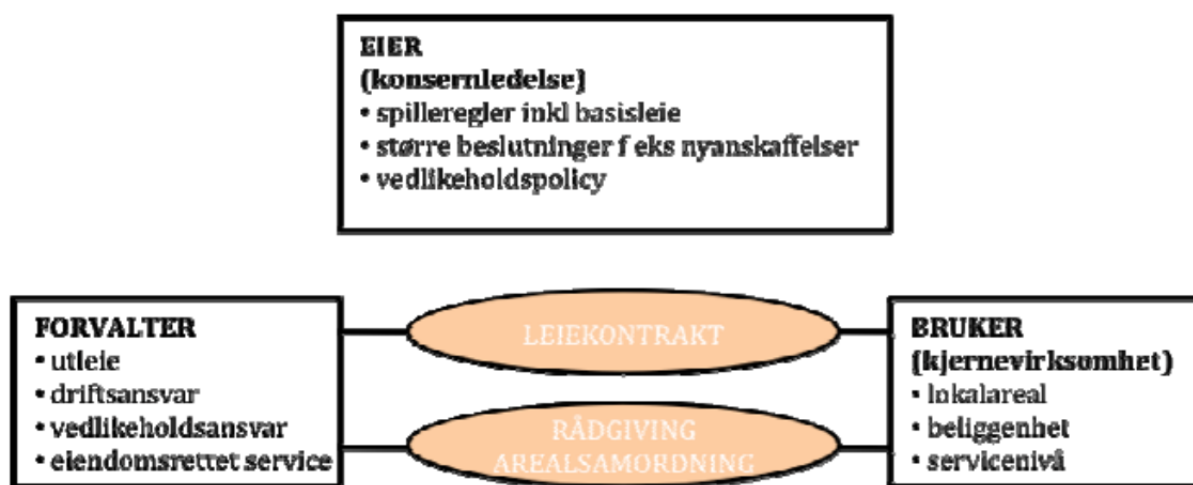 EIER
(konsernledelse)
• spilleregler inkl basisleie
• større beslutninger f eks nyanskaffelser
• vedlikeholdspolicy
FORVALTER
• utleie
• driftsansvar
• vedlikeholdsansvar
• eiendomsrettet service
LEIEKONTRAKT
RÅDGIVING
AREALSAMORDNING
BRUKER
(kjernevirksomhet)
• lokalareal
• beliggenhet
• servicenivå